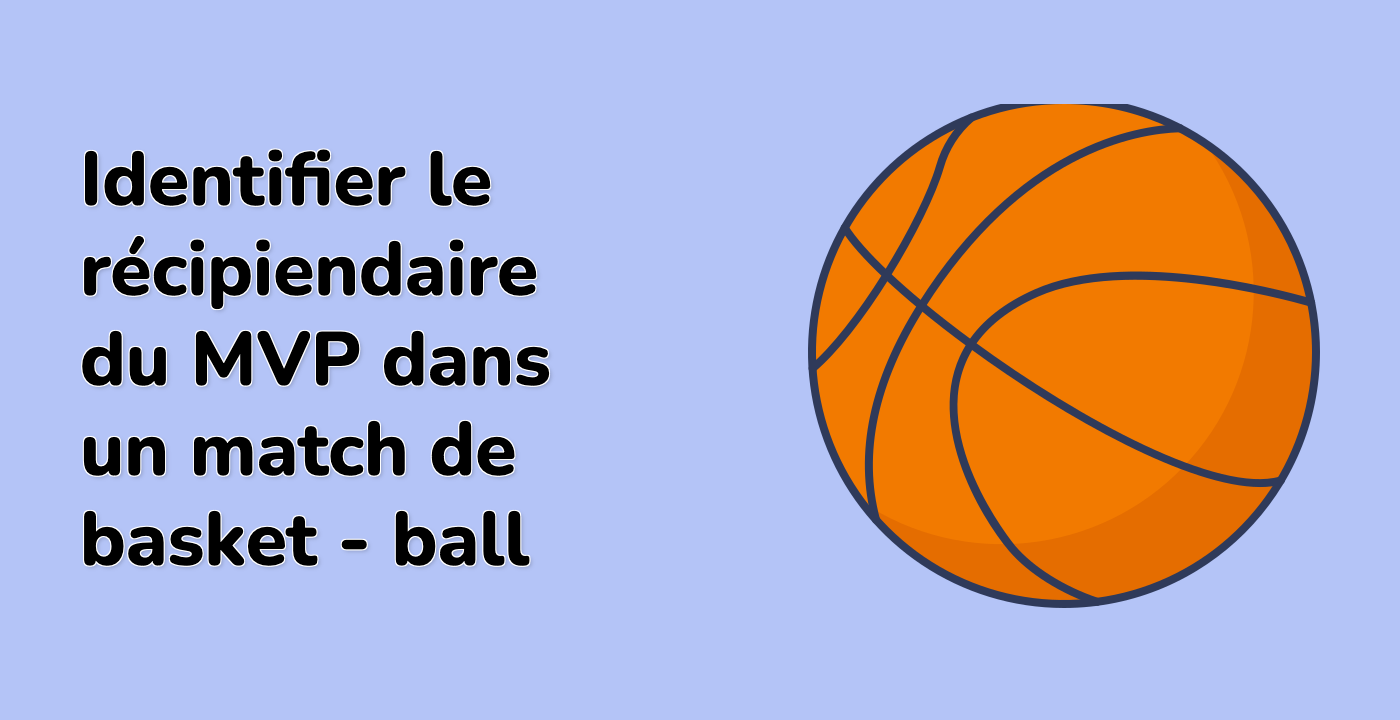 Identifier le
récipiendaire
du MVP dans
un match de
basket - ball